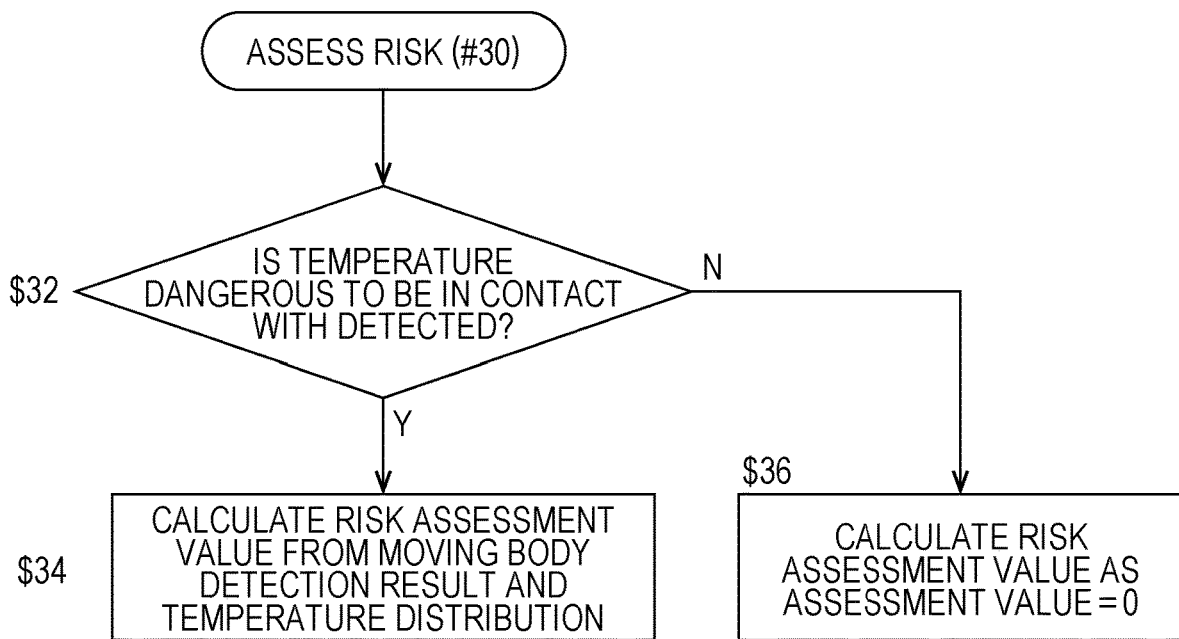 ASSESS RISK (#30)
$32
IS TEMPERATURE
DANGEROUS TO BE IN CONTACT
WITH DETECTED?
N
Y
$34
CALCULATE RISK ASSESSMENT
VALUE FROM MOVING BODY
DETECTION RESULT AND
TEMPERATURE DISTRIBUTION
$36
CALCULATE RISK
ASSESSMENT VALUE AS
ASSESSMENT VALUE = 0